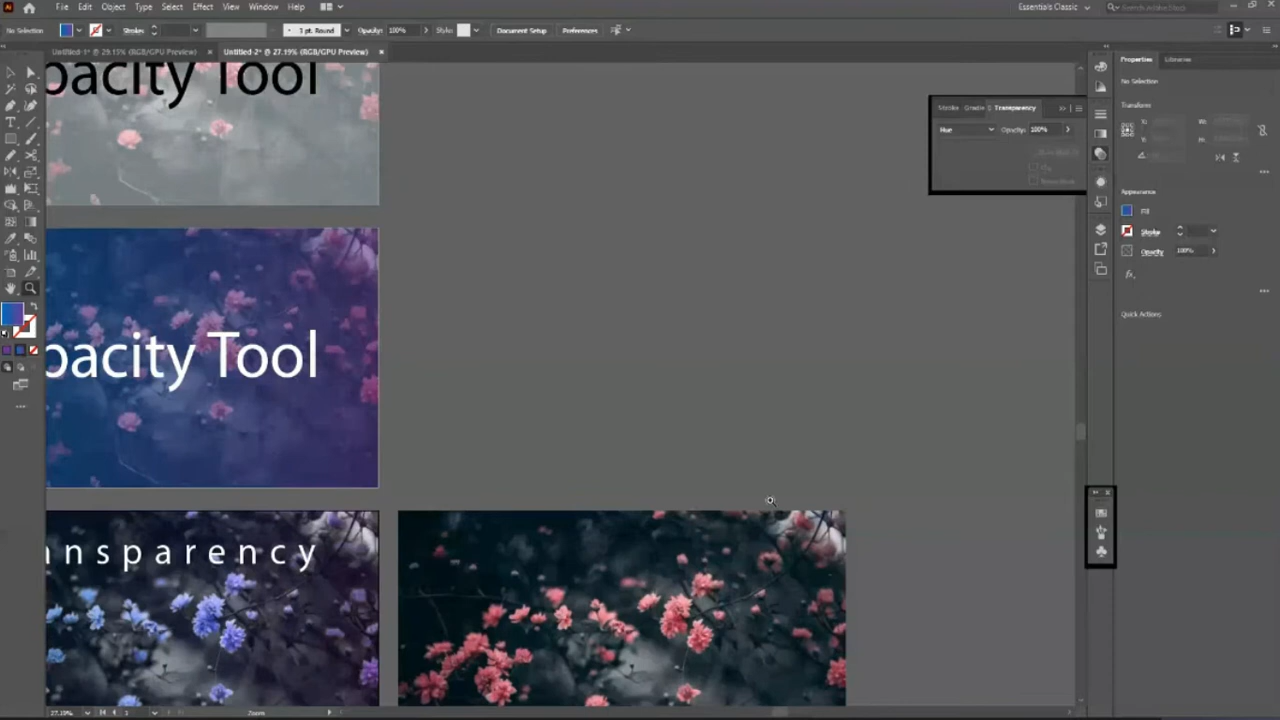 File Edit Object Type Select Effect View Window Help
Essentials Classic
No Selection
Stroke:
1 pt. Round
Opacity: 100%
Style:
Document Setup
Preferences
Untitled-1* @ 29.15% (RGB/GPU Preview)
Untitled-2* @ 27.19% (RGB/GPU Preview)
pacity Tool
Stroke
Transparency
Hue
Opacity: 100%
Properties
Libraries
No Selection
Transform
X:
W:
Y:
H:
Appearance
Fill
Stroke
Opacity
100%
fx.
Quick Actions
pacity Tool
ansparency
27.19%
3
Zoom